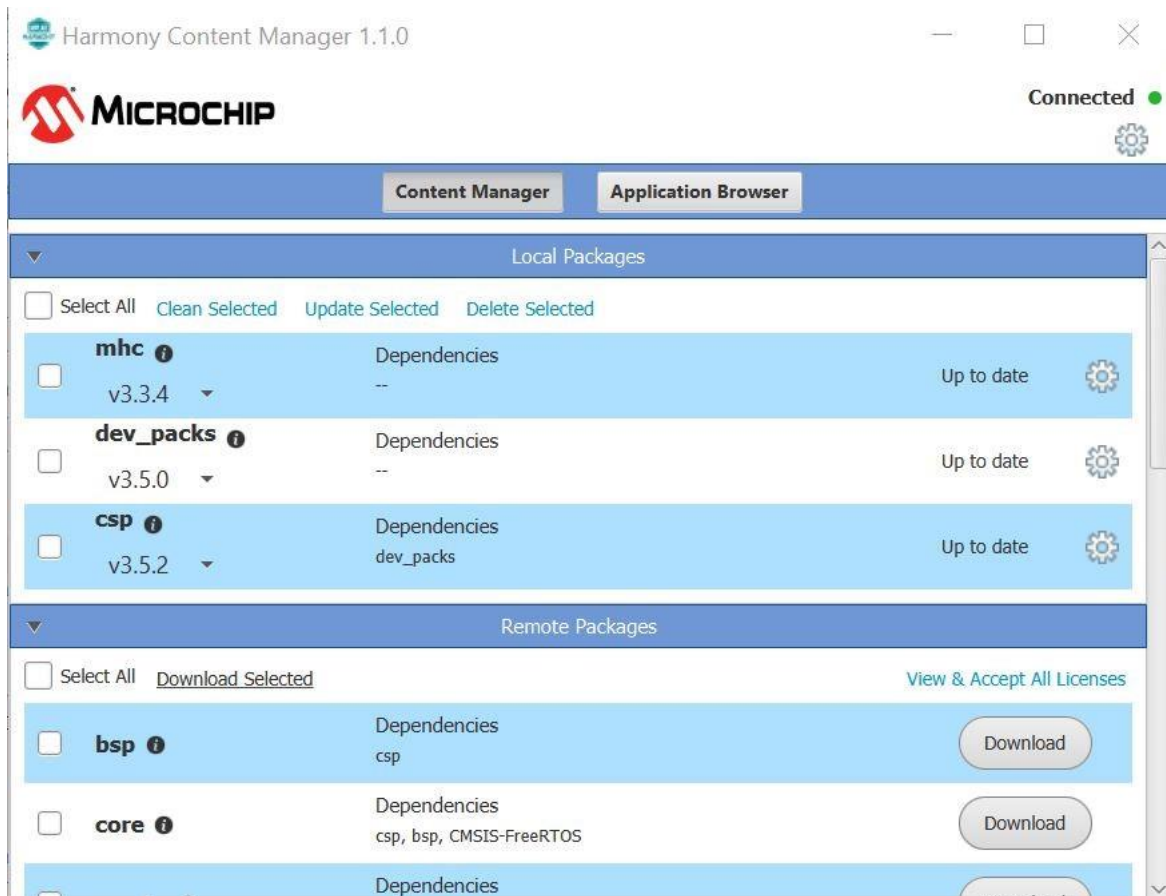 Harmony Content Manager 1.1.0
MICROCHIP
Connected
Content Manager Application Browser
Local Packages
Select All Clean Selected Update Selected Delete Selected
mhc Dependencies
v3.3.4 -- Up to date
dev_packs Dependencies
v3.5.0 -- Up to date
csp Dependencies
v3.5.2 dev_packs Up to date
Remote Packages
Select All Download Selected View & Accept All Licenses
bsp Dependencies
csp Download
core Dependencies
csp, bsp, CMSIS-FreeRTOS Download
Dependencies